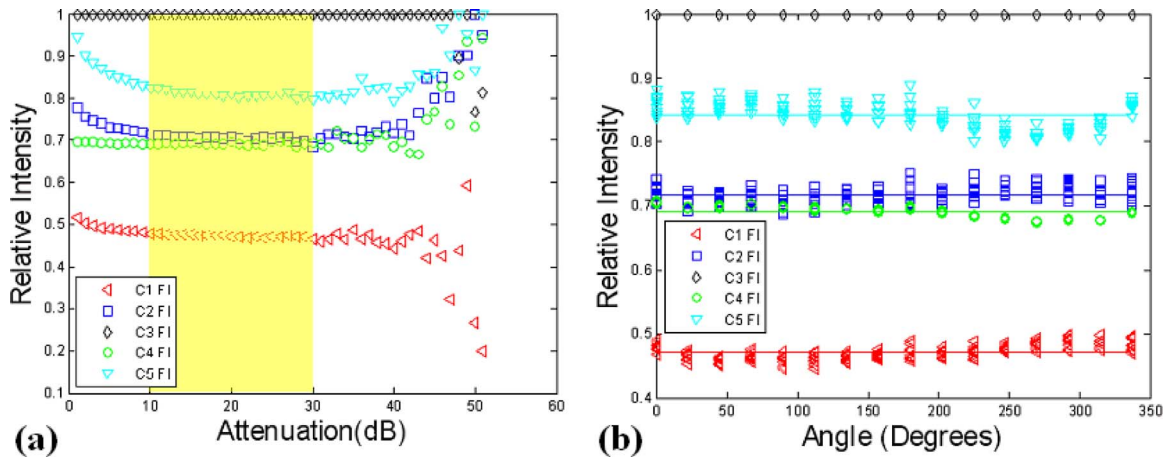 1
0.9
0.8
0.7
0.6
0.5
0.4
0.3
0.2
0.1
Relative Intensity
C1 FI
C2 FI
C3 FI
C4 FI
C5 FI
0 10 20 30 40 50 60
(a) Attenuation(dB)
1
0.9
0.8
0.7
0.6
0.5
0.4
Relative Intensity
C1 FI
C2 FI
C3 FI
C4 FI
C5 FI
0 50 100 150 200 250 300 350
(b) Angle (Degrees)